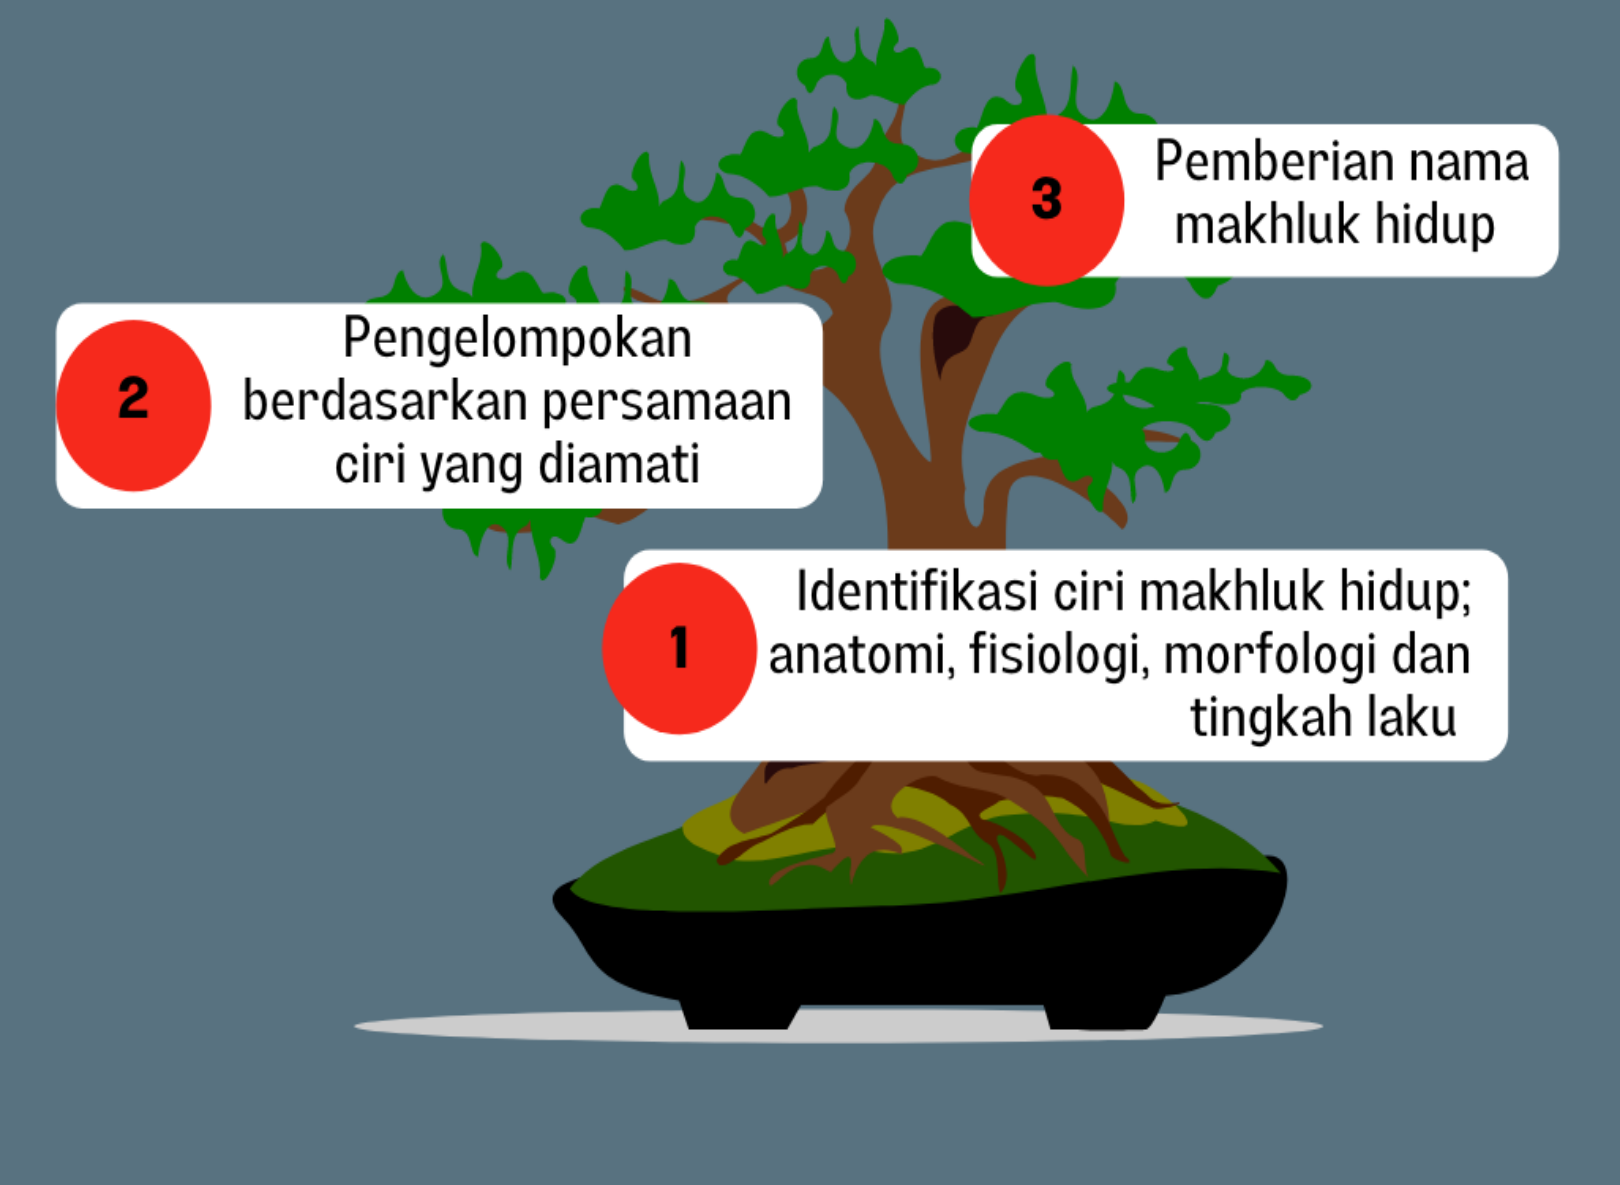 3
Pemberian nama
makhluk hidup
2
Pengelompokan
berdasarkan persamaan
ciri yang diamati
1
Identifikasi ciri makhluk hidup;
anatomi, fisiologi, morfologi dan
tingkah laku